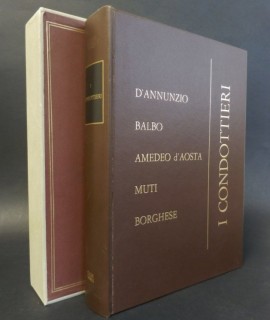 D'ANNUNZIO
BALBO
AMEDEO d'AOSTA
MUTI
BORGHESE
I CONDOTTIERI